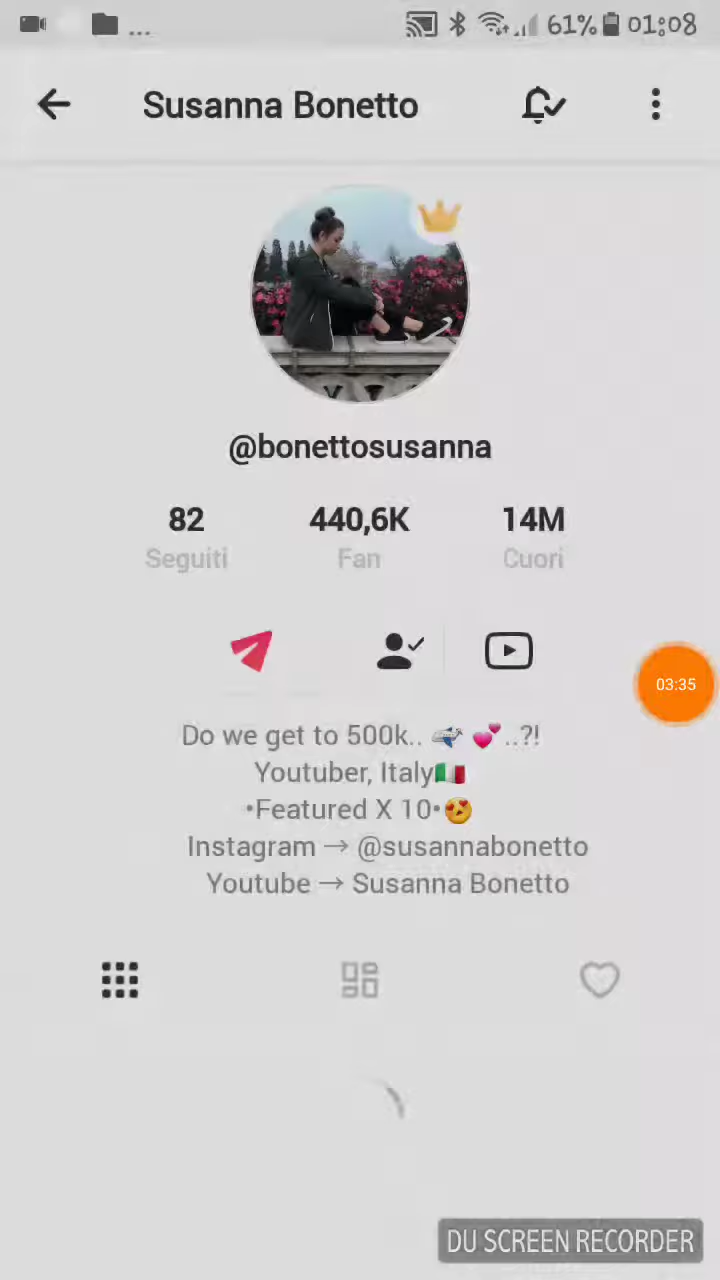 ... 61% 01:08
Susanna Bonetto
@bonettosusanna
82 440,6K 14M
Seguiti Fan Cuori
03:35
Do we get to 500k.. 🛫 💕..?!
Youtuber, Italy🇮🇹
•Featured X 10•😍
Instagram → @susannabonetto
Youtube → Susanna Bonetto
DU SCREEN RECORDER